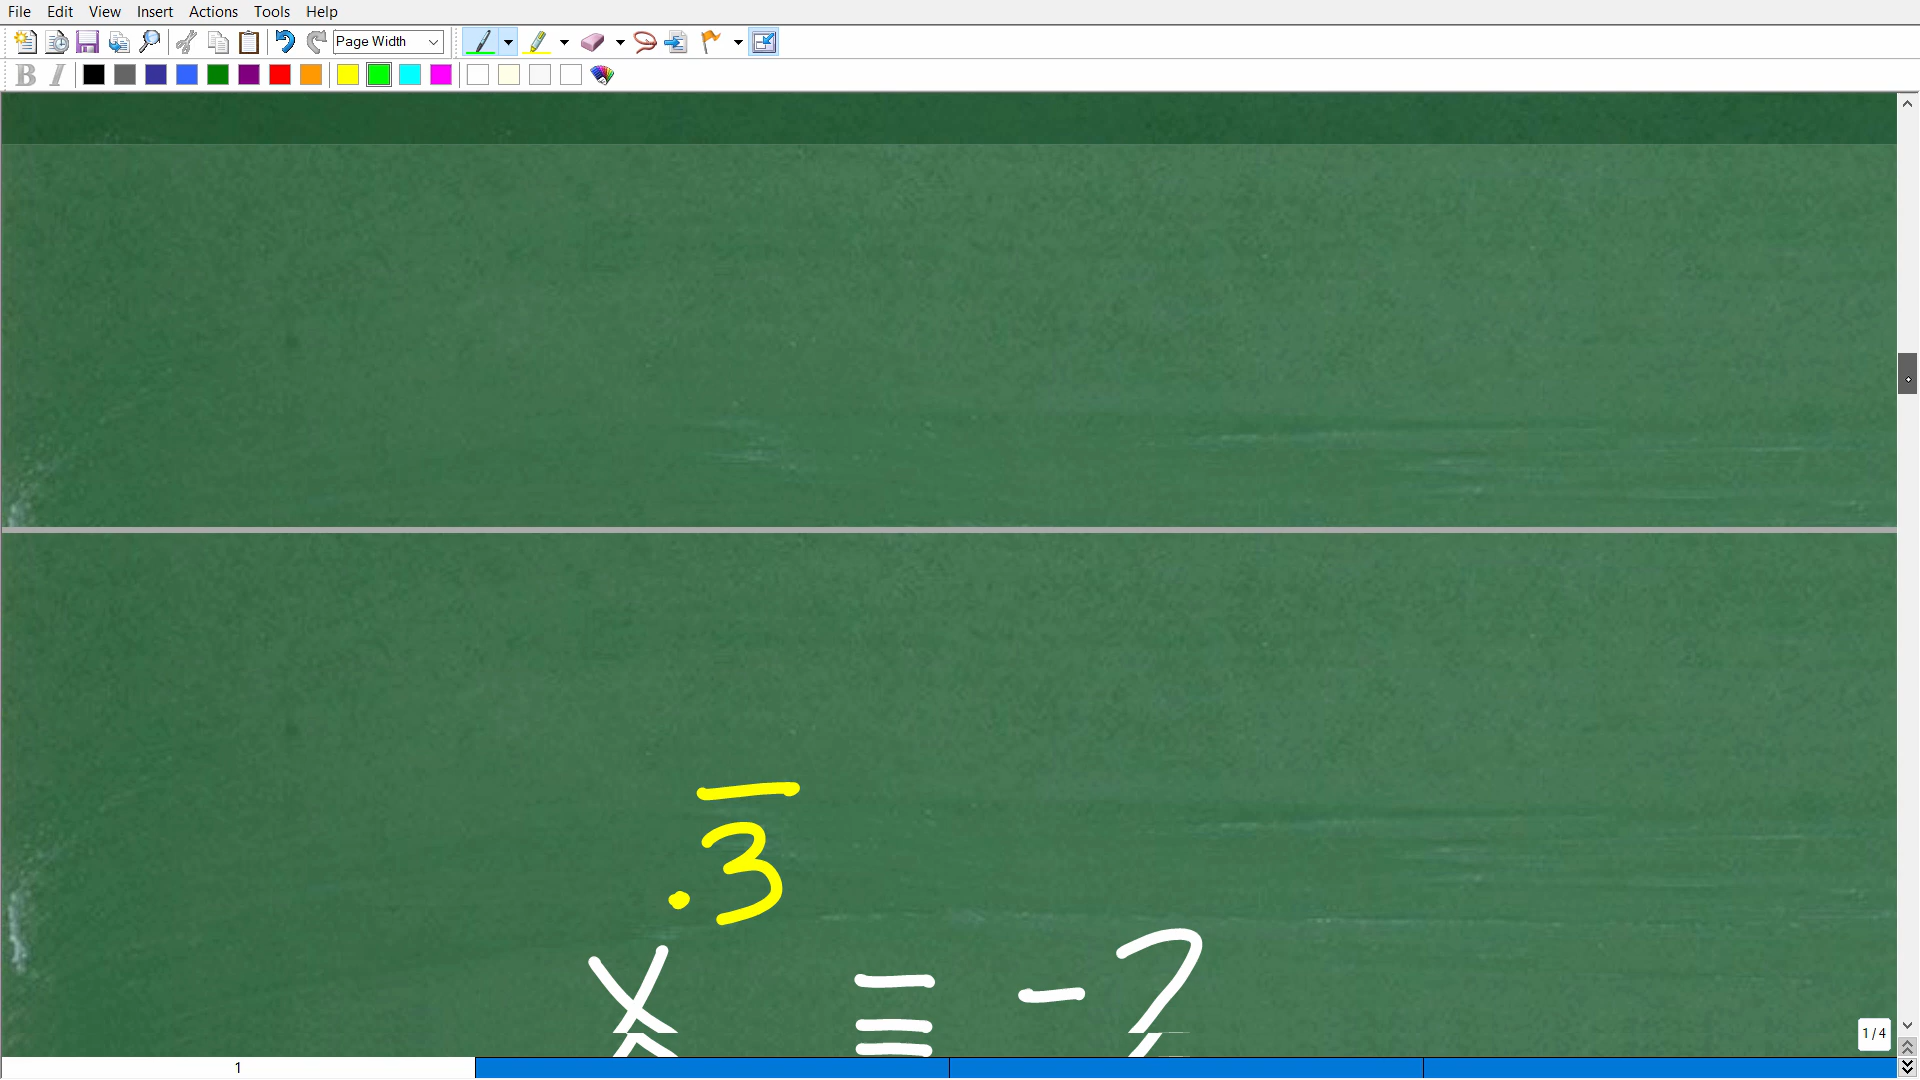 File Edit View Insert Actions Tools Help
Page Width
B I
.3̅
x = -2
1 / 4
1